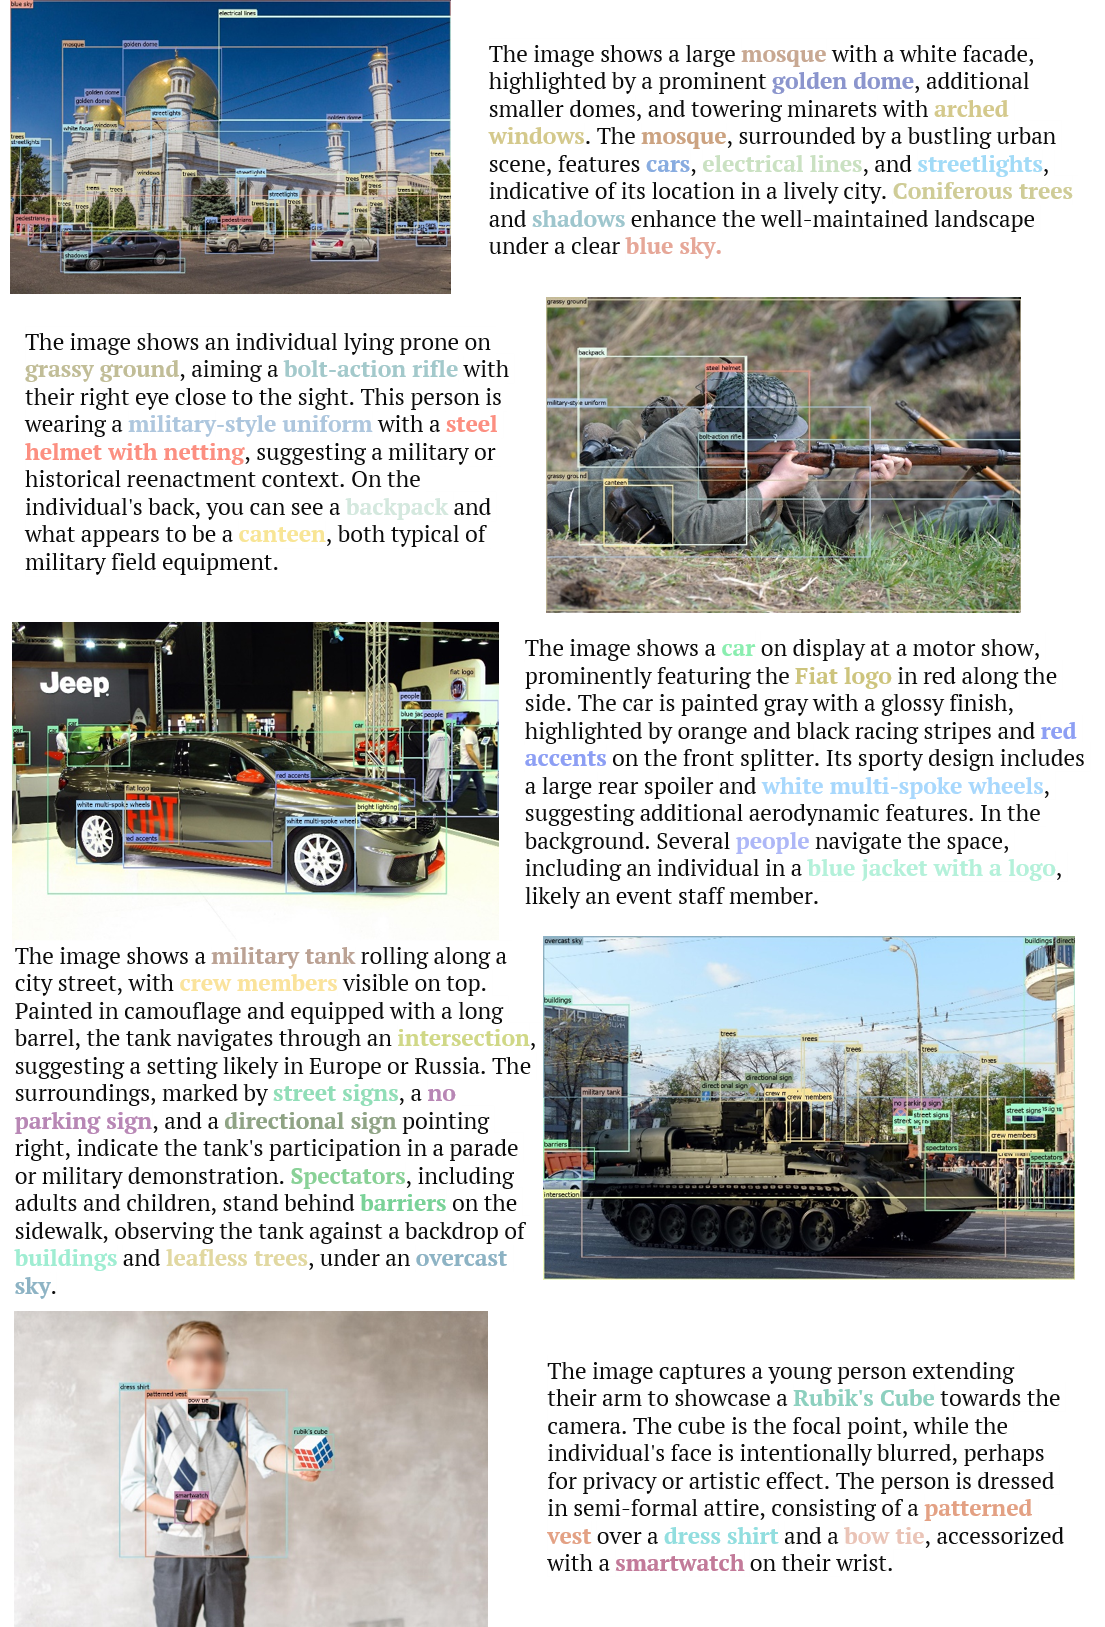 blue sky
electrical lines
mosque
golden dome
golden dome
golden dome
streetlights
golden dome
white facade
windows
trees
streetlights
trees
windows
trees
streetlights
trees
trees
trees
trees
streetlights
trees
trees
trees
trees
trees
pedestrians
pedestrians
cars
cars
cars
shadows
The image shows a large mosque with a white facade,
highlighted by a prominent golden dome, additional
smaller domes, and towering minarets with arched
windows. The mosque, surrounded by a bustling urban
scene, features cars, electrical lines, and streetlights,
indicative of its location in a lively city. Coniferous trees
and shadows enhance the well-maintained landscape
under a clear blue sky.
The image shows an individual lying prone on
grassy ground, aiming a bolt-action rifle with
their right eye close to the sight. This person is
wearing a military-style uniform with a steel
helmet with netting, suggesting a military or
historical reenactment context. On the
individual's back, you can see a backpack and
what appears to be a canteen, both typical of
military field equipment.
grassy ground
backpack
steel helmet
military-style uniform
bolt-action rifle
grassy ground
canteen
Jeep
fiat logo
people
blue jac
people
car
car
car
car
red accents
fiat logo
white multi-spoke wheels
bright lighting
white multi-spoke wheel
FIAT
red accents
The image shows a car on display at a motor show,
prominently featuring the Fiat logo in red along the
side. The car is painted gray with a glossy finish,
highlighted by orange and black racing stripes and red
accents on the front splitter. Its sporty design includes
a large rear spoiler and white multi-spoke wheels,
suggesting additional aerodynamic features. In the
background. Several people navigate the space,
including an individual in a blue jacket with a logo,
likely an event staff member.
The image shows a military tank rolling along a
city street, with crew members visible on top.
Painted in camouflage and equipped with a long
barrel, the tank navigates through an intersection,
suggesting a setting likely in Europe or Russia. The
surroundings, marked by street signs, a no
parking sign, and a directional sign pointing
right, indicate the tank's participation in a parade
or military demonstration. Spectators, including
adults and children, stand behind barriers on the
sidewalk, observing the tank against a backdrop of
buildings and leafless trees, under an overcast
sky.
overcast sky
buildings
directi
buildings
trees
trees
trees
trees
trees
directional sign
directional sign
military tank
crew m
crew members
no parking sign
street signs
street signs
street signs
barriers
crew members
spectators
crew mem
spectators
intersection
dress shirt
patterned vest
bow tie
rubik's cube
smartwatch
The image captures a young person extending
their arm to showcase a Rubik's Cube towards the
camera. The cube is the focal point, while the
individual's face is intentionally blurred, perhaps
for privacy or artistic effect. The person is dressed
in semi-formal attire, consisting of a patterned
vest over a dress shirt and a bow tie, accessorized
with a smartwatch on their wrist.